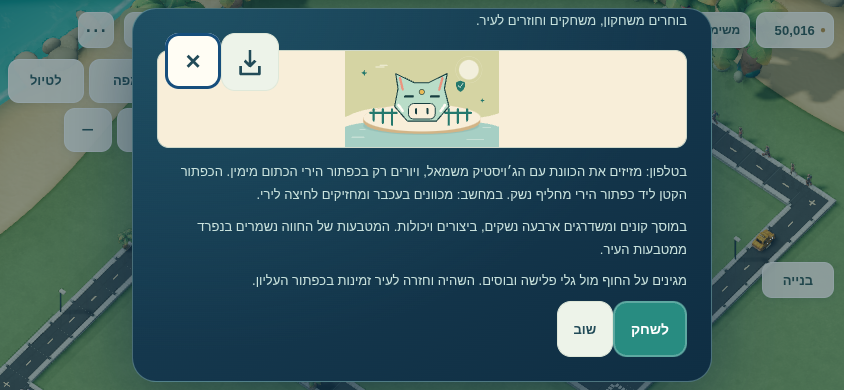 בוחרים משחקון, משחקים וחוזרים לעיר.
50,016
משימ
מפה
לטיול
בטלפון: מזיזים את הכוונת עם הג׳ויסטיק משמאל, ויורים רק בכפתור הירי הכתום מימין. הכפתור
הקטן ליד כפתור הירי מחליף נשק. במחשב: מכוונים בעכבר ומחזיקים לחיצה לירי.
במוסך קונים ומשדרגים ארבעה נשקים, ביצורים ויכולות. המטבעות של החווה נשמרים בנפרד
ממטבעות העיר.
מגינים על החוף מול גלי פלישה ובוסים. השהיה וחזרה לעיר זמינות בכפתור העליון.
בנייה
לשחק
שוב